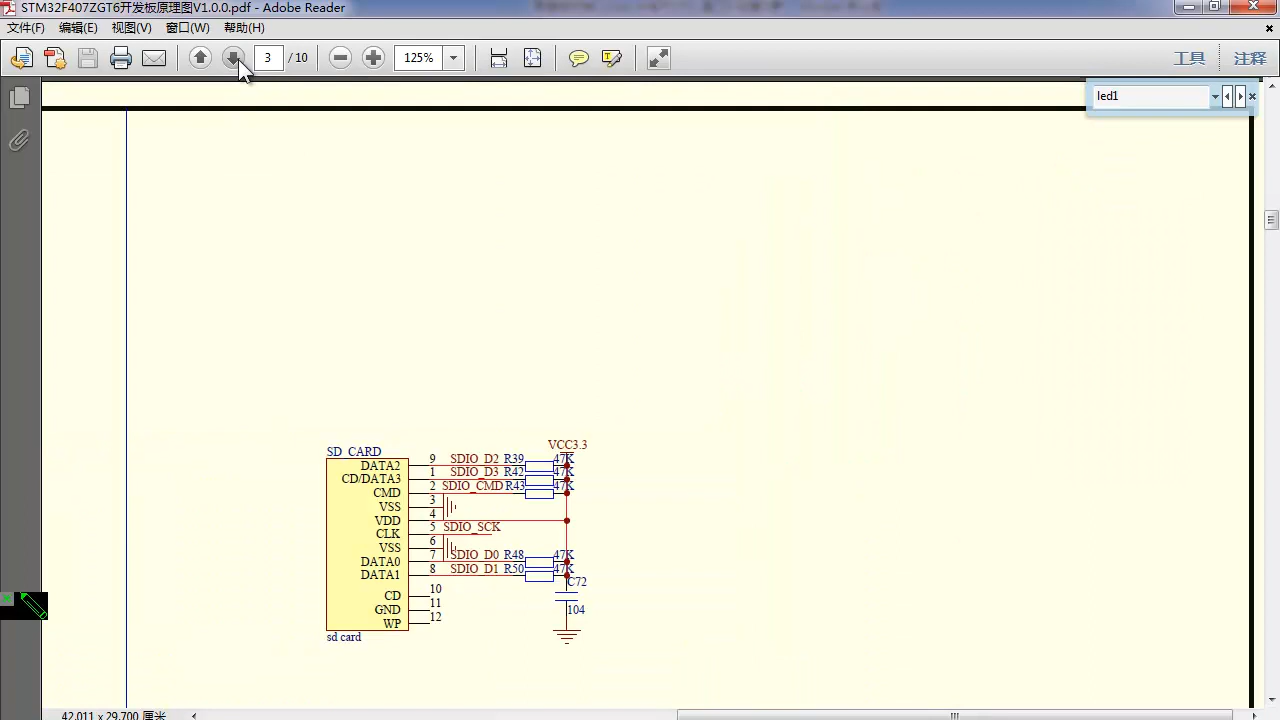 STM32F407ZGT6开发板原理图V1.0.0.pdf - Adobe Reader
文件(F) 编辑(E) 视图(V) 窗口(W) 帮助(H)
3 / 10 125% 工具 注释
led1
VCC3.3
SD_CARD
DATA2 9 SDIO_D2 R39 47K
CD/DATA3 1 SDIO_D3 R42 47K
CMD 2 SDIO_CMD R43 47K
VSS 3
VDD 4
CLK 5 SDIO_SCK
VSS 6
DATA0 7 SDIO_D0 R48 47K
DATA1 8 SDIO_D1 R50 47K
C72
CD 10
GND 11 104
WP 12
sd card
42.011 x 29.700 厘米